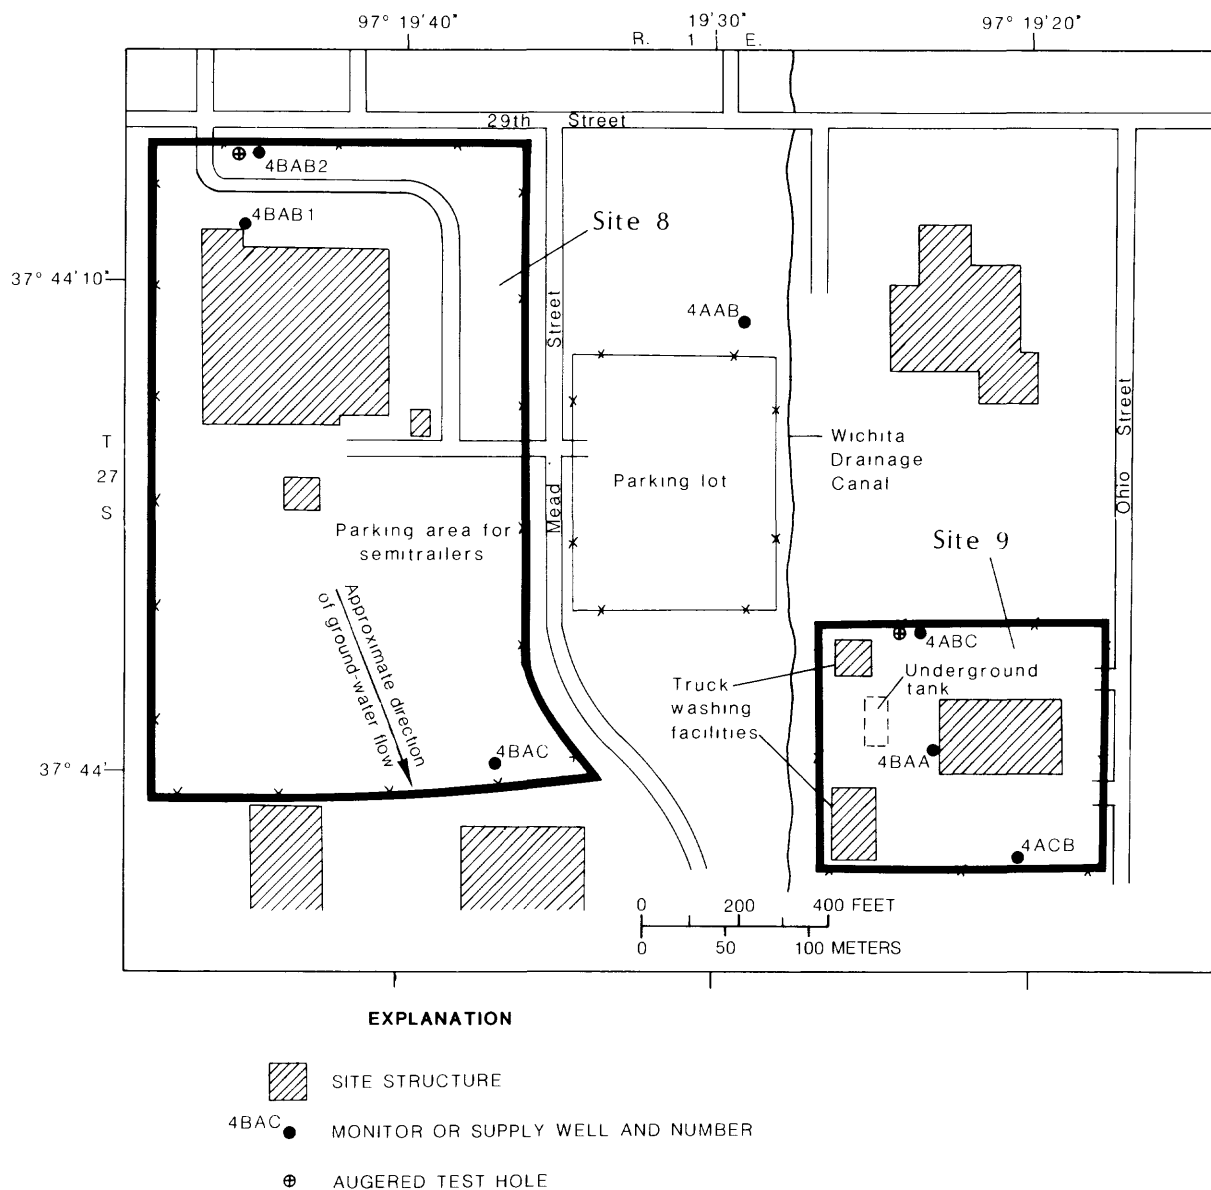 97° 19'40"
19'30"
97° 19'20"
R. 1 E.
29th Street
4BAB2
4BAB1
Site 8
37° 44'10"
4AAB
Street
Mead
T
27
S
Wichita
Drainage
Canal
Ohio Street
Parking lot
Parking area for
semitrailers
Site 9
Approximate direction
of ground-water flow
4ABC
Underground
tank
Truck
washing
facilities
4BAC
4BAA
37° 44'
4ACB
0 200 400 FEET
0 50 100 METERS
EXPLANATION
SITE STRUCTURE
4BAC MONITOR OR SUPPLY WELL AND NUMBER
AUGERED TEST HOLE